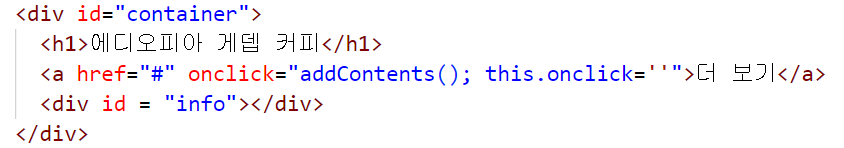 <div id="container">
<h1>에디오피아 게뎁 커피</h1>
<a href="#" onclick="addContents(); this.onclick=''">더 보기</a>
<div id = "info"></div>
</div>